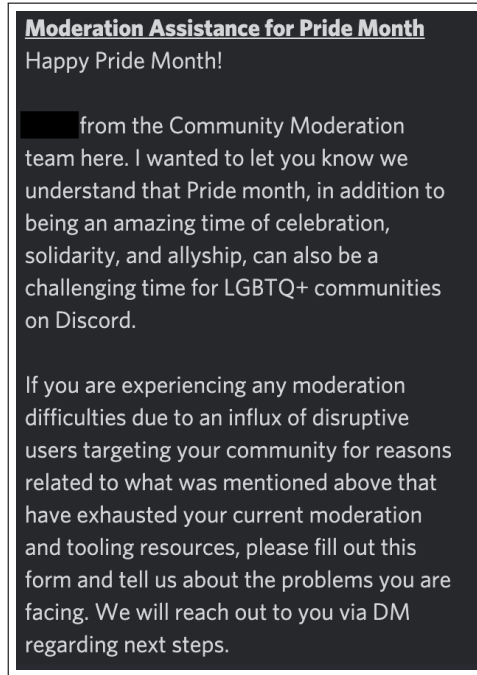 Moderation Assistance for Pride Month
Happy Pride Month!
from the Community Moderation
team here. I wanted to let you know we
understand that Pride month, in addition to
being an amazing time of celebration,
solidarity, and allyship, can also be a
challenging time for LGBTQ+ communities
on Discord.
If you are experiencing any moderation
difficulties due to an influx of disruptive
users targeting your community for reasons
related to what was mentioned above that
have exhausted your current moderation
and tooling resources, please fill out this
form and tell us about the problems you are
facing. We will reach out to you via DM
regarding next steps.